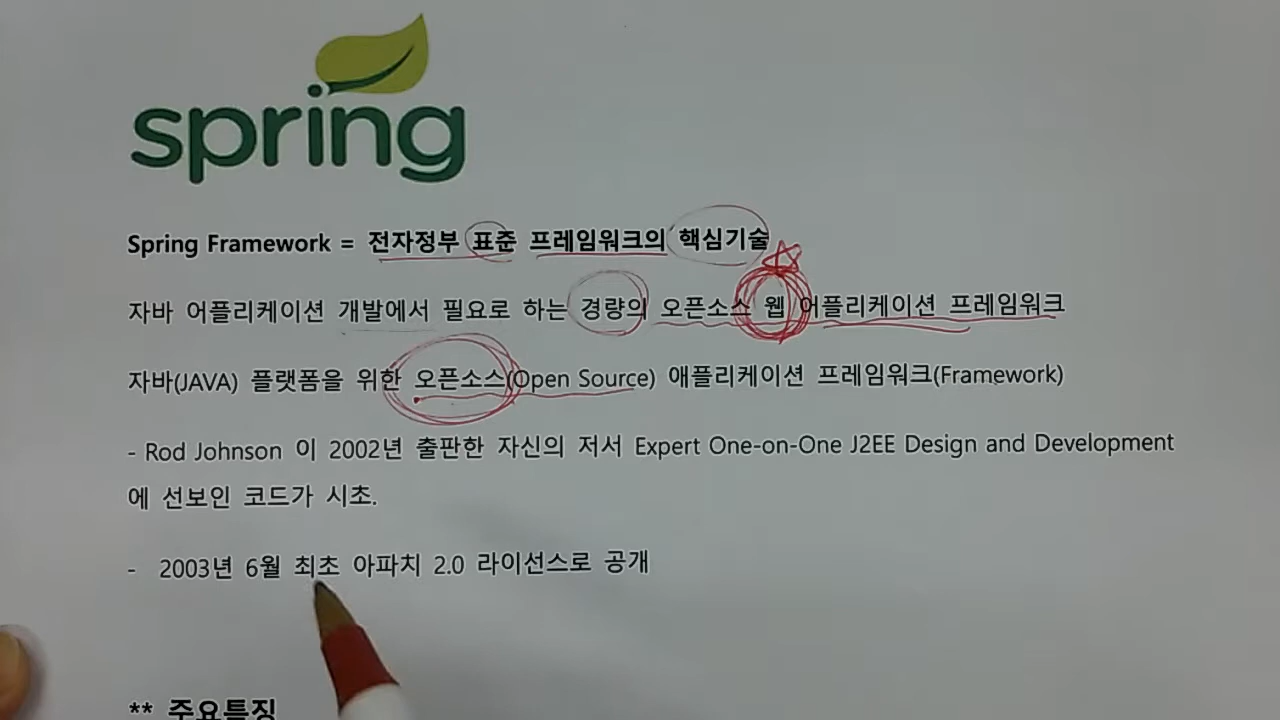 spring
Spring Framework = 전자정부 표준 프레임워크의 핵심기술
자바 어플리케이션 개발에서 필요로 하는 경량의 오픈소스 웹 어플리케이션 프레임워크
자바(JAVA) 플랫폼을 위한 오픈소스(Open Source) 애플리케이션 프레임워크(Framework)
- Rod Johnson 이 2002년 출판한 자신의 저서 Expert One-on-One J2EE Design and Development
에 선보인 코드가 시초.
- 2003년 6월 최초 아파치 2.0 라이선스로 공개
** 주요특징